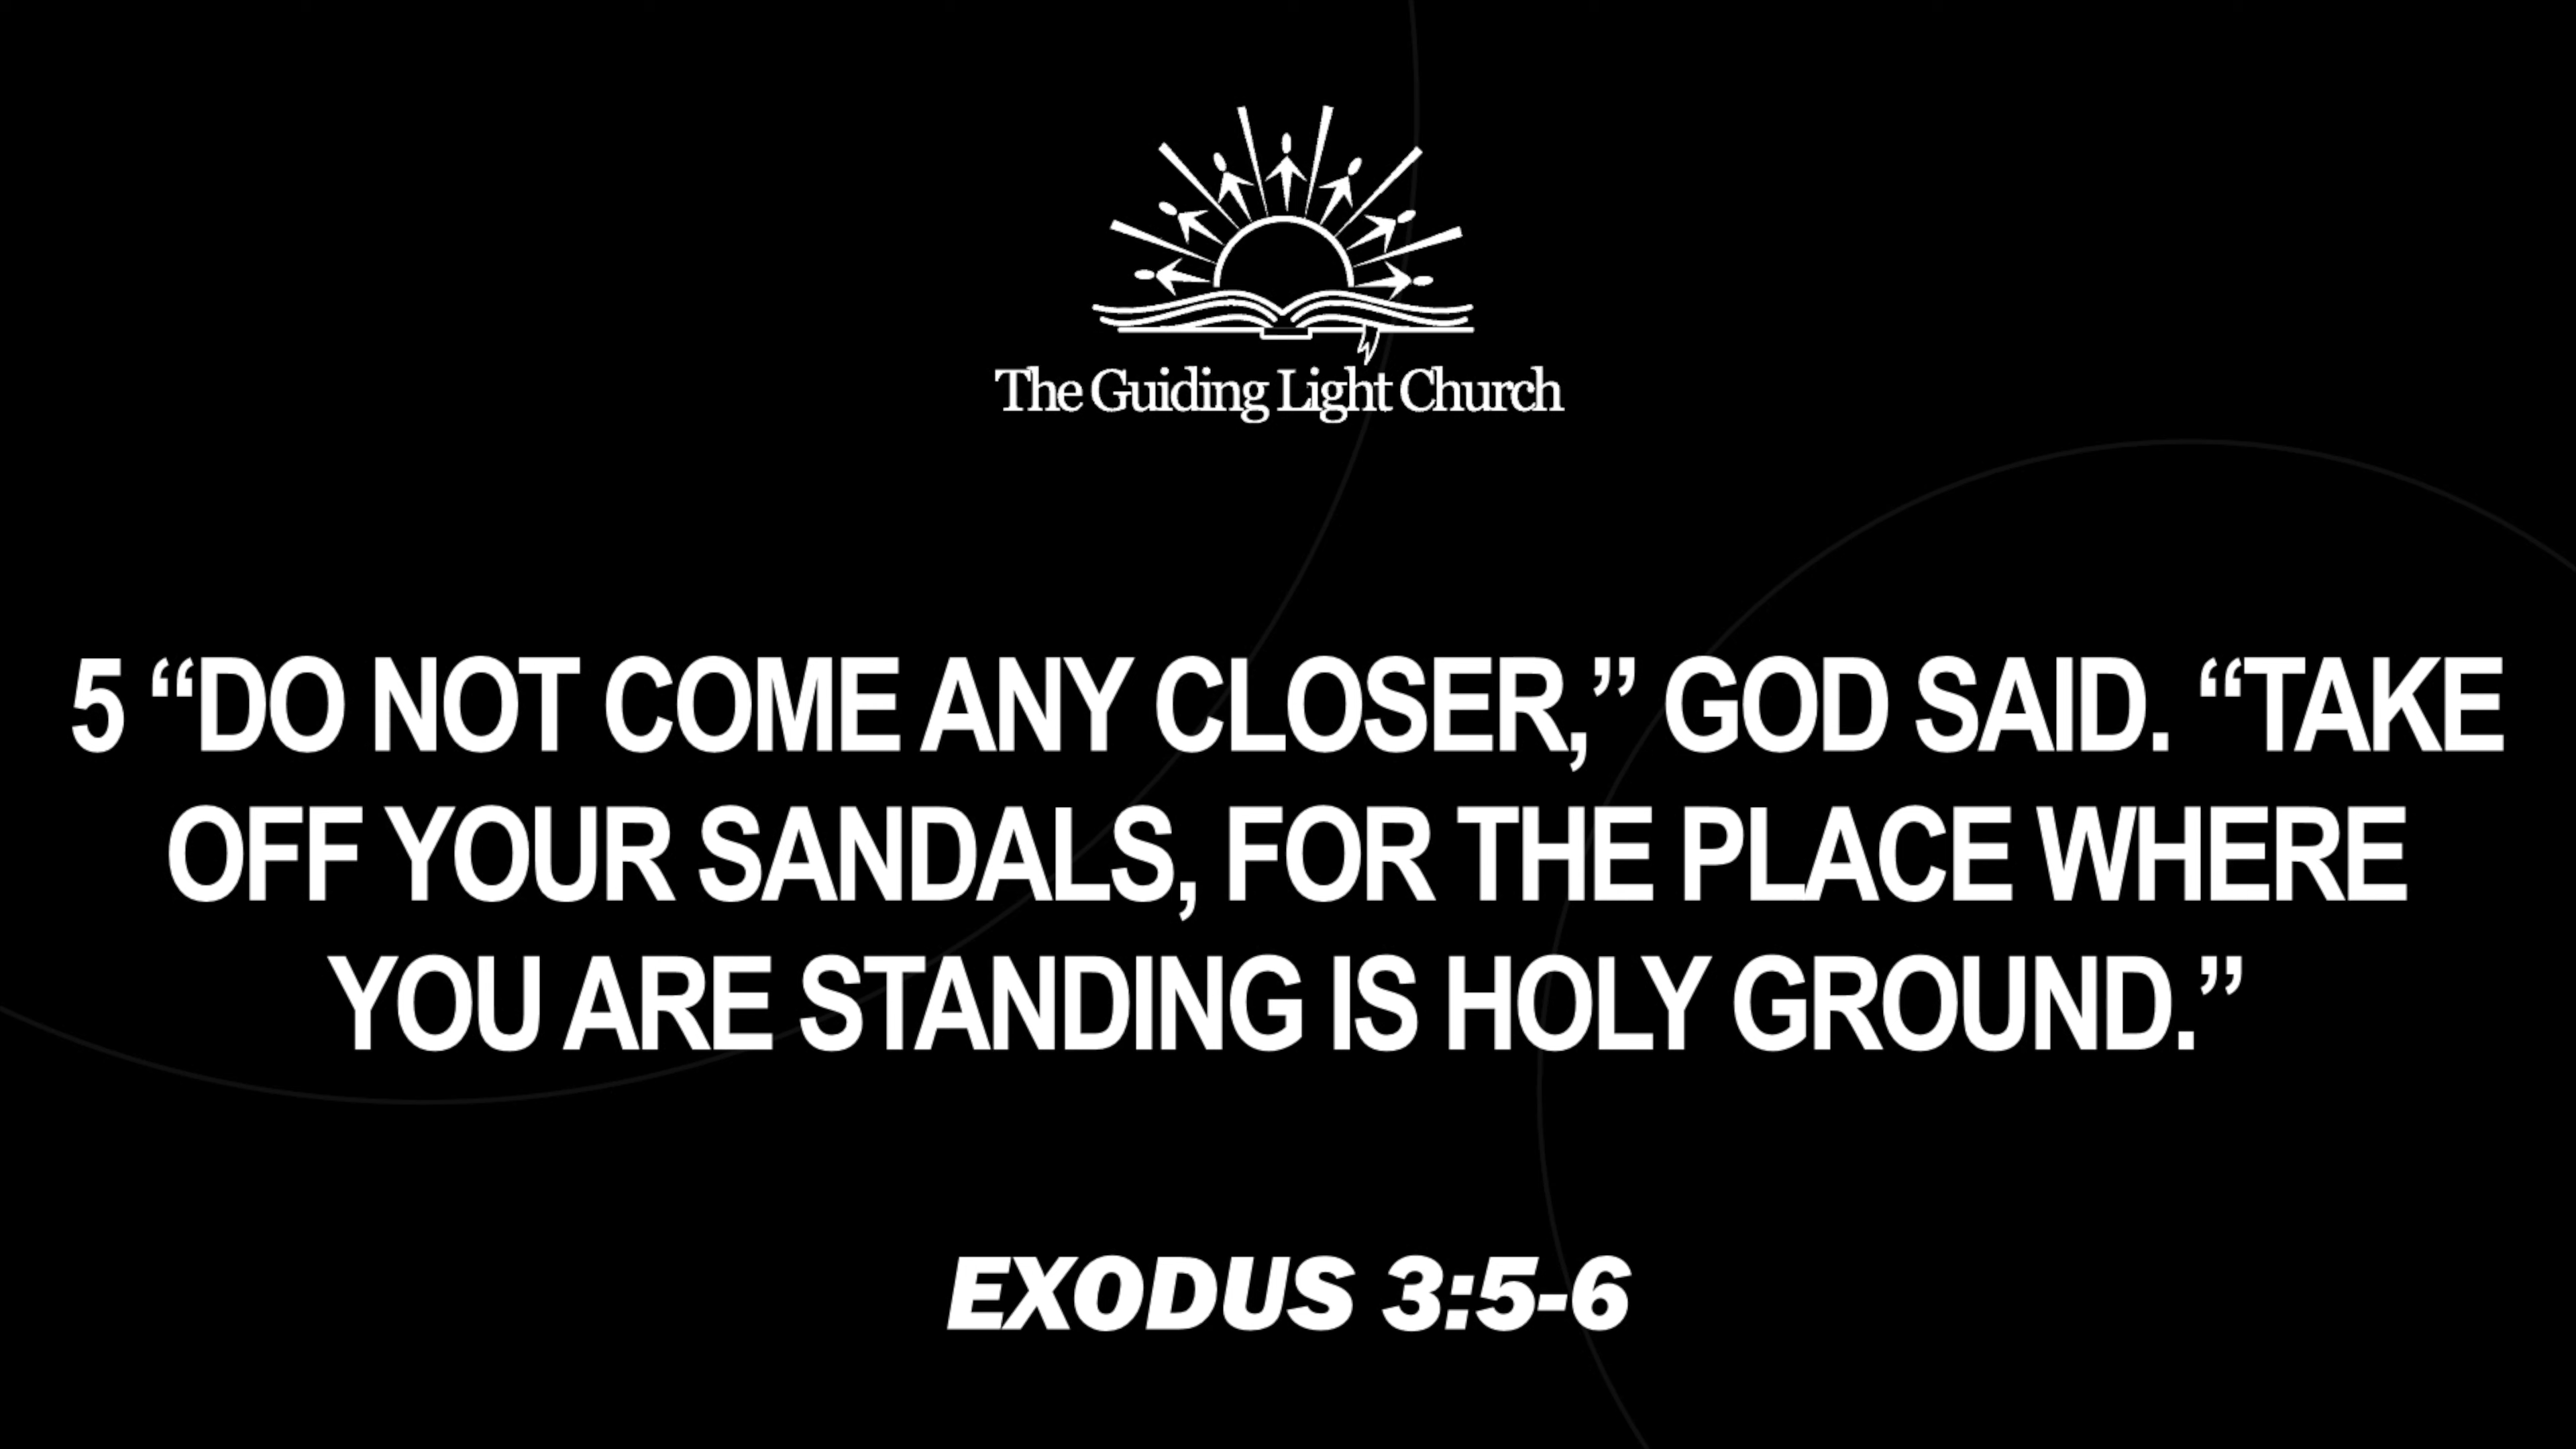 The Guiding Light Church
5 “DO NOT COME ANY CLOSER,” GOD SAID. “TAKE
OFF YOUR SANDALS, FOR THE PLACE WHERE
YOU ARE STANDING IS HOLY GROUND.”
EXODUS 3:5-6